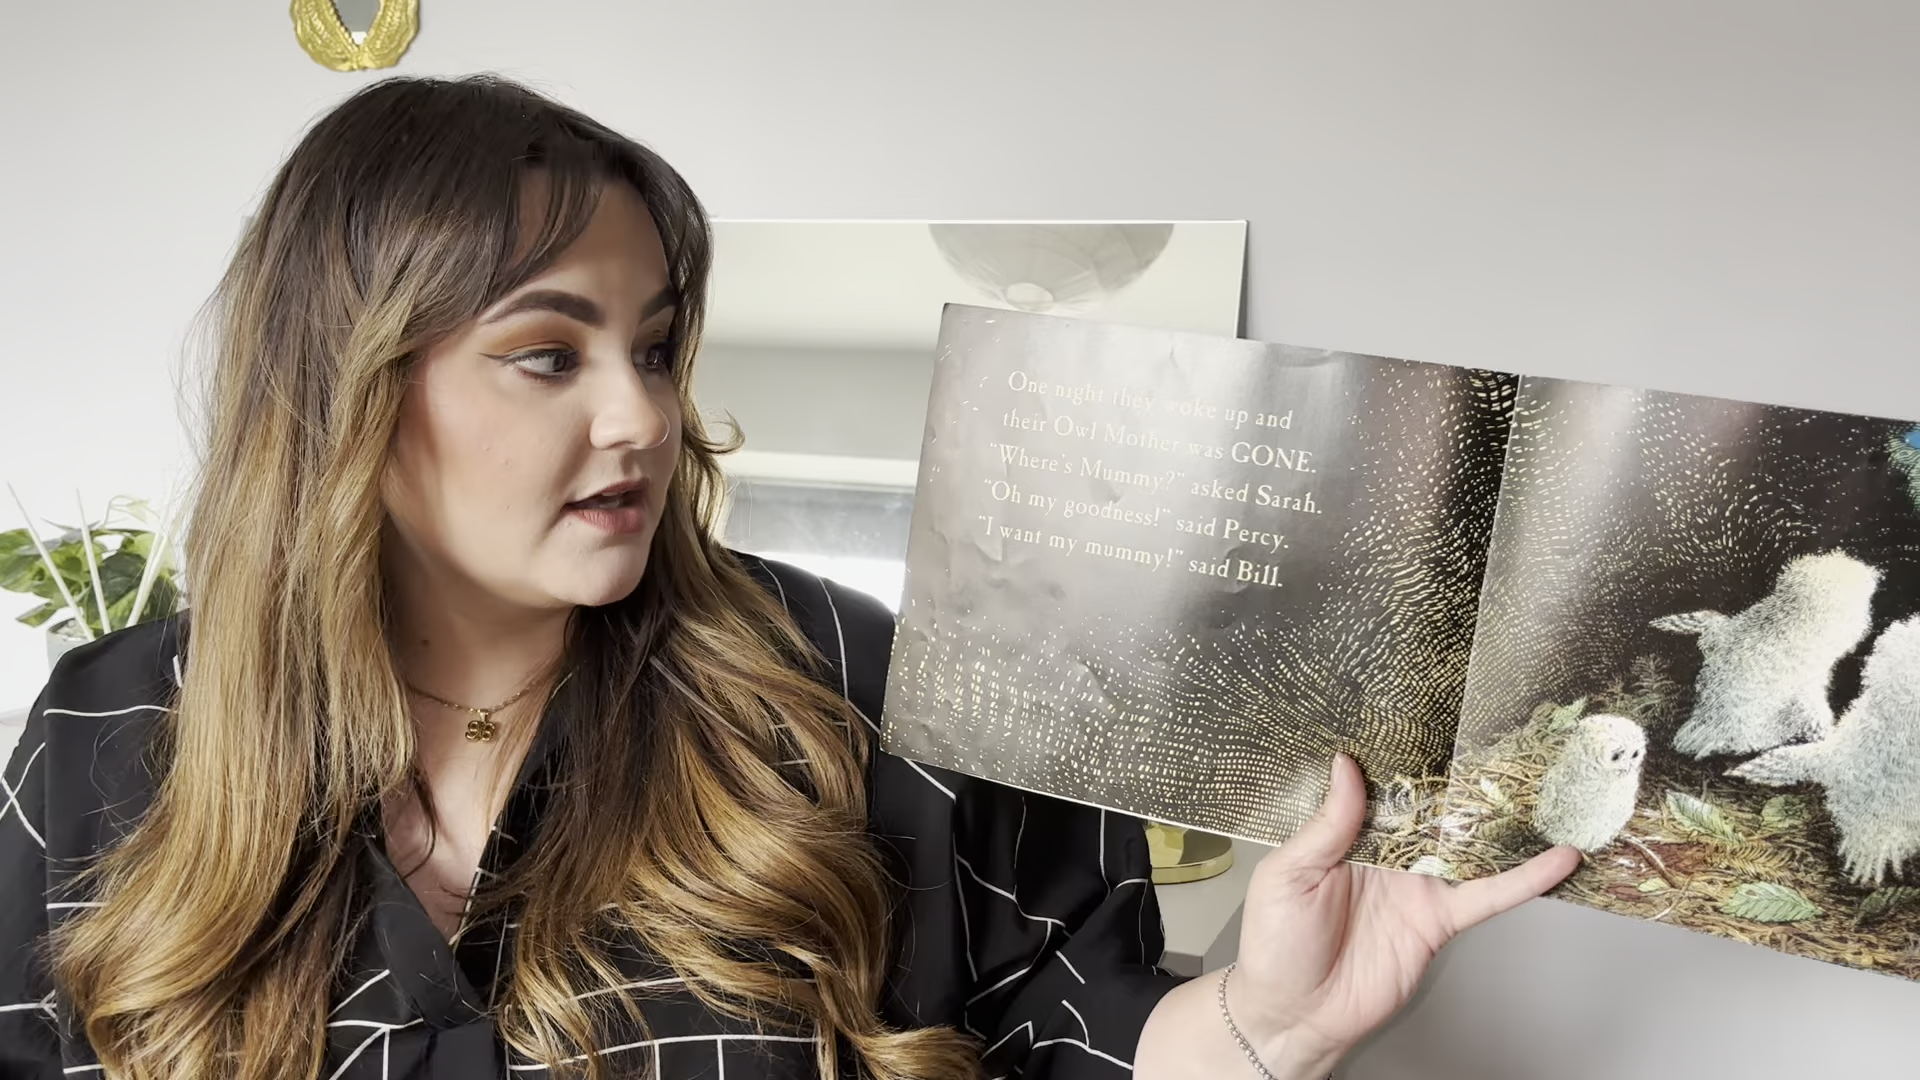 One night they woke up and
their Owl Mother was GONE.
“Where's Mummy?” asked Sarah.
“Oh my goodness!” said Percy.
“I want my mummy!” said Bill.